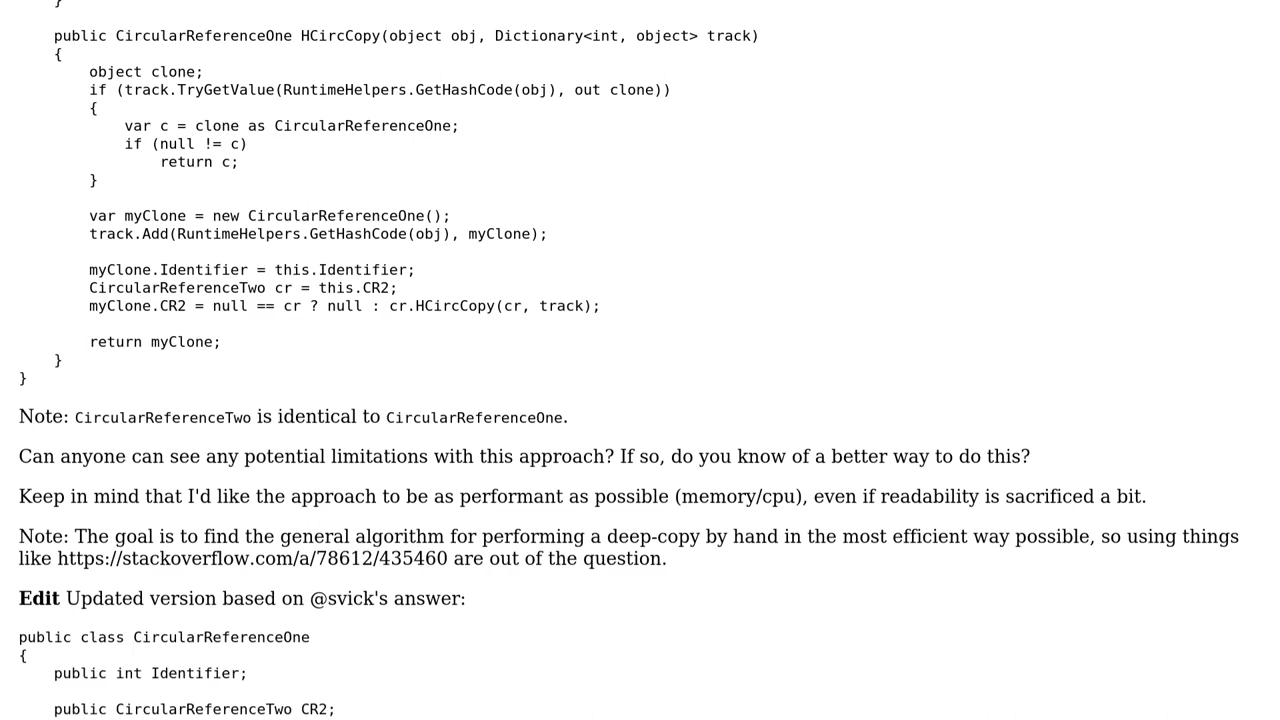 }
    public CircularReferenceOne HCircCopy(object obj, Dictionary<int, object> track)
    {
        object clone;
        if (track.TryGetValue(RuntimeHelpers.GetHashCode(obj), out clone))
        {
            var c = clone as CircularReferenceOne;
            if (null != c)
                return c;
        }
        var myClone = new CircularReferenceOne();
        track.Add(RuntimeHelpers.GetHashCode(obj), myClone);
        myClone.Identifier = this.Identifier;
        CircularReferenceTwo cr = this.CR2;
        myClone.CR2 = null == cr ? null : cr.HCircCopy(cr, track);
        return myClone;
    }
}
Note: CircularReferenceTwo is identical to CircularReferenceOne.
Can anyone can see any potential limitations with this approach? If so, do you know of a better way to do this?
Keep in mind that I'd like the approach to be as performant as possible (memory/cpu), even if readability is sacrificed a bit.
Note: The goal is to find the general algorithm for performing a deep-copy by hand in the most efficient way possible, so using things
like https://stackoverflow.com/a/78612/435460 are out of the question.
Edit Updated version based on @svick's answer:
public class CircularReferenceOne
{
    public int Identifier;
    public CircularReferenceTwo CR2;